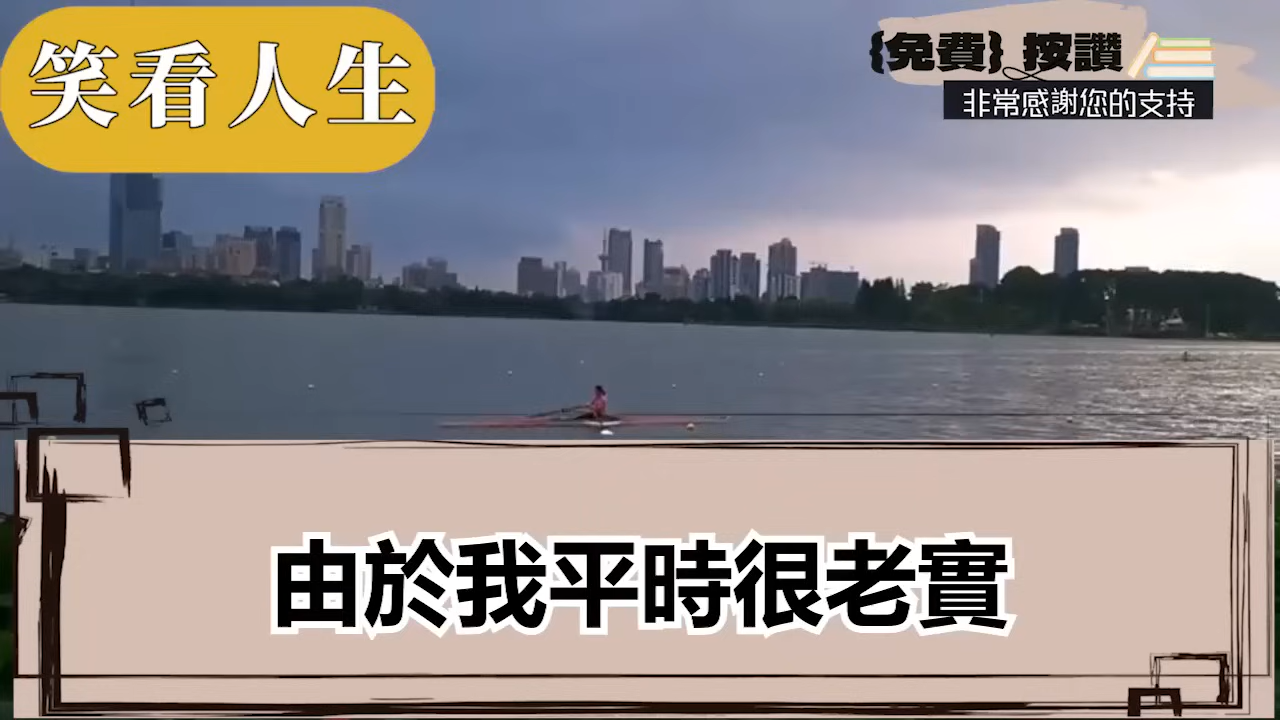 笑看人生
{免費} 按讚
非常感謝您的支持
由於我平時很老實